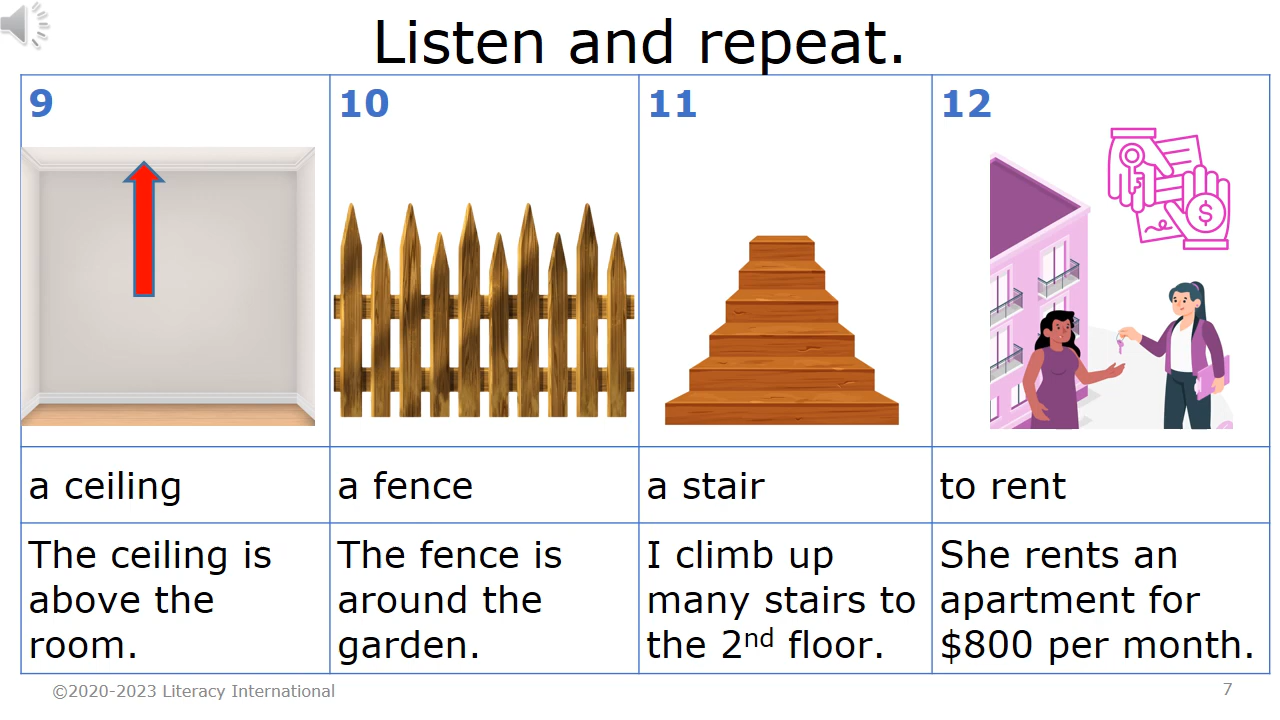 Listen and repeat.
9
10
11
12
$
a ceiling
a fence
a stair
to rent
The ceiling is
above the
room.
The fence is
around the
garden.
I climb up
many stairs to
the 2nd floor.
She rents an
apartment for
$800 per month.
©2020-2023 Literacy International
7